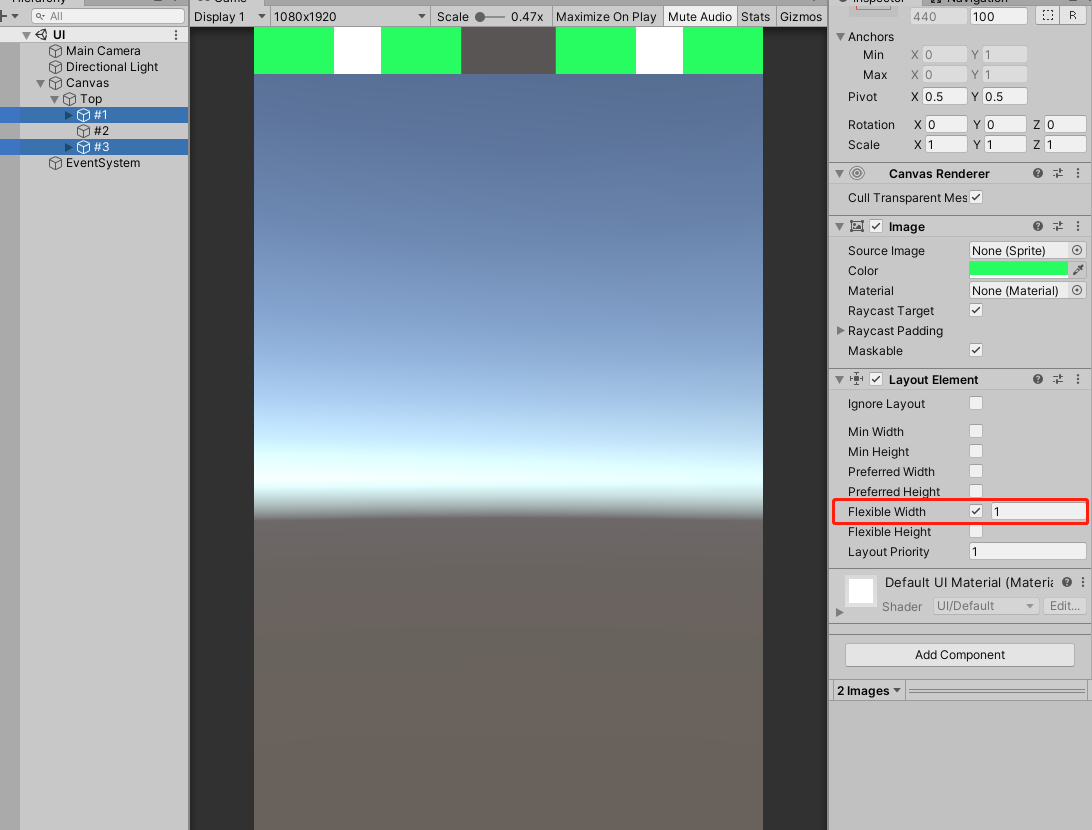 Hierarchy
Game
Inspector
Navigation
All
UI
Main Camera
Directional Light
Canvas
Top
#1
#2
#3
EventSystem
Display 1
1080x1920
Scale
0.47x
Maximize On Play
Mute Audio
Stats
Gizmos
440
100
R
Anchors
Min X 0 Y 1
Max X 0 Y 1
Pivot X 0.5 Y 0.5
Rotation X 0 Y 0 Z 0
Scale X 1 Y 1 Z 1
Canvas Renderer
Cull Transparent Mes
Image
Source Image None (Sprite)
Color
Material None (Material)
Raycast Target
Raycast Padding
Maskable
Layout Element
Ignore Layout
Min Width
Min Height
Preferred Width
Preferred Height
Flexible Width 1
Flexible Height
Layout Priority 1
Default UI Material (Materia
Shader UI/Default Edit...
Add Component
2 Images